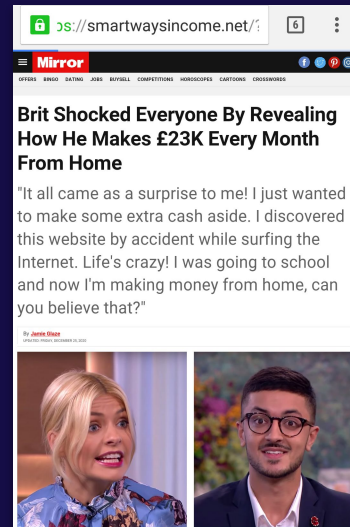 ps://smartwaysincome.net/?
6
Mirror
OFFERS BINGO DATING JOBS BUYSELL COMPETITIONS HOROSCOPES CARTOONS CROSSWORDS
Brit Shocked Everyone By Revealing
How He Makes £23K Every Month
From Home
"It all came as a surprise to me! I just wanted
to make some extra cash aside. I discovered
this website by accident while surfing the
Internet. Life's crazy! I was going to school
and now I'm making money from home, can
you believe that?"
By Jamie Glaze